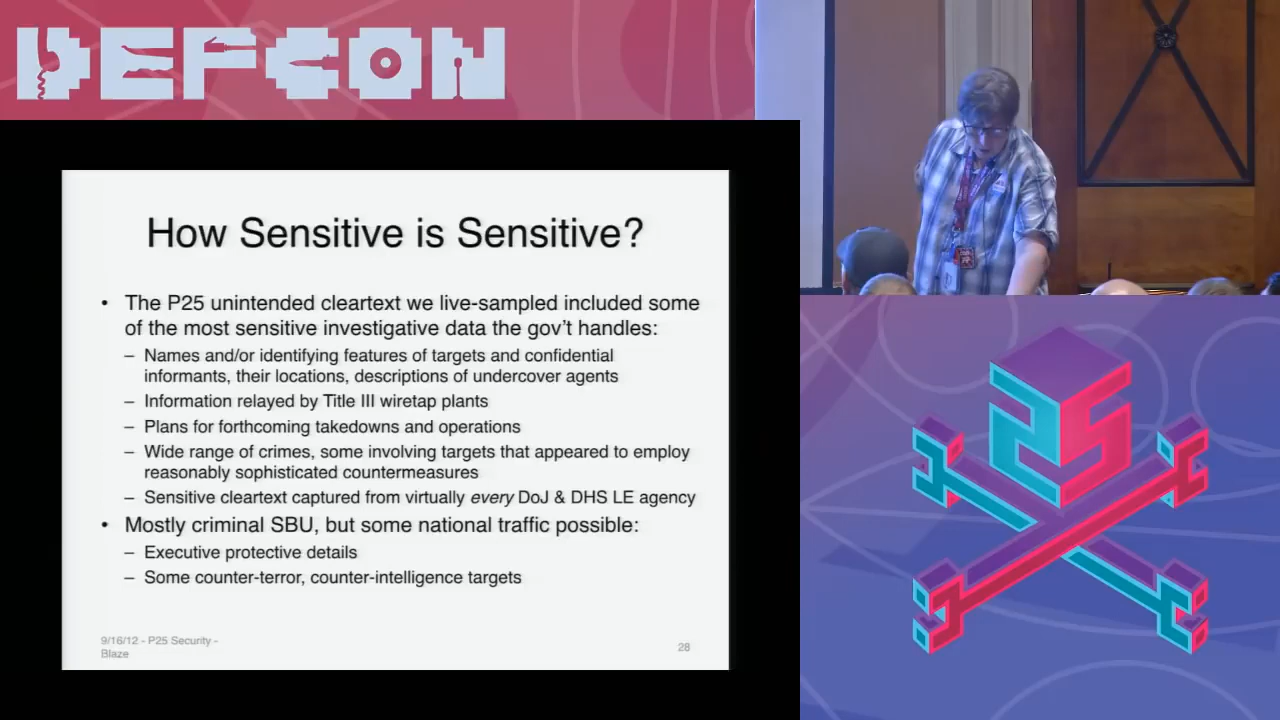 DEFCON
How Sensitive is Sensitive?
• The P25 unintended cleartext we live-sampled included some
of the most sensitive investigative data the gov't handles:
– Names and/or identifying features of targets and confidential
informants, their locations, descriptions of undercover agents
– Information relayed by Title III wiretap plants
– Plans for forthcoming takedowns and operations
– Wide range of crimes, some involving targets that appeared to employ
reasonably sophisticated countermeasures
– Sensitive cleartext captured from virtually every DoJ & DHS LE agency
• Mostly criminal SBU, but some national traffic possible:
– Executive protective details
– Some counter-terror, counter-intelligence targets
9/16/12 - P25 Security -
Blaze
28
25